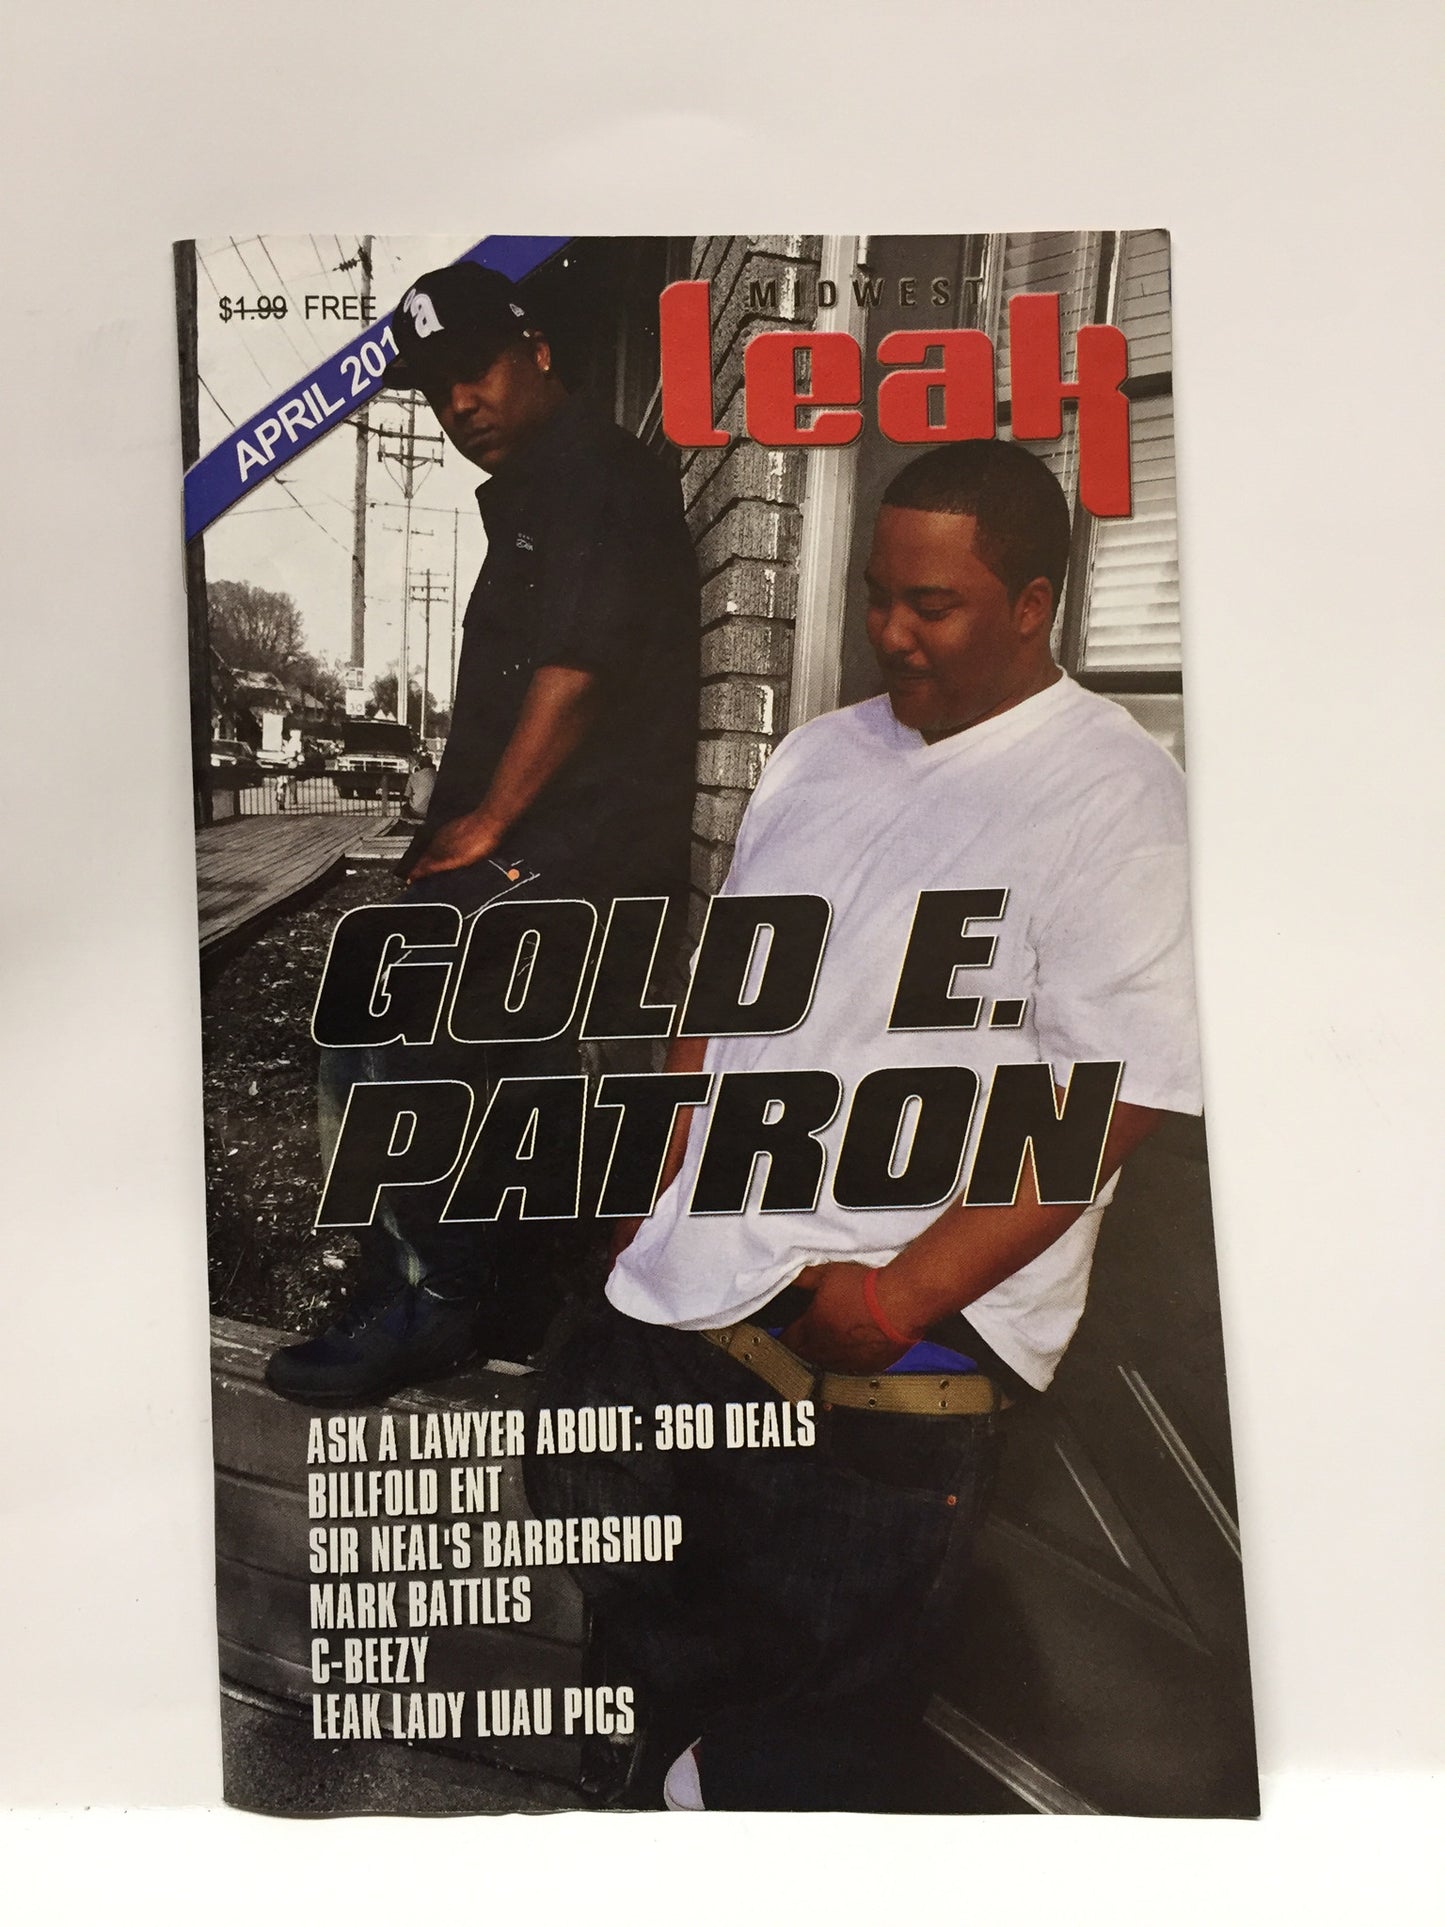 $1.99 FREE
APRIL 201
MIDWEST
leak
a
GOLD E.
PATRON
30
ASK A LAWYER ABOUT: 360 DEALS
BILLFOLD ENT
SIR NEAL'S BARBERSHOP
MARK BATTLES
C-BEEZY
LEAK LADY LUAU PICS